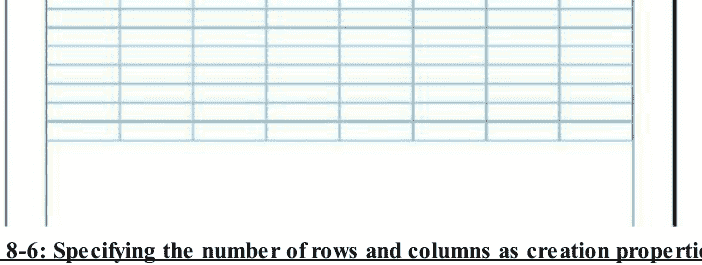 8-6: Specifying the number of rows and columns as creation properti